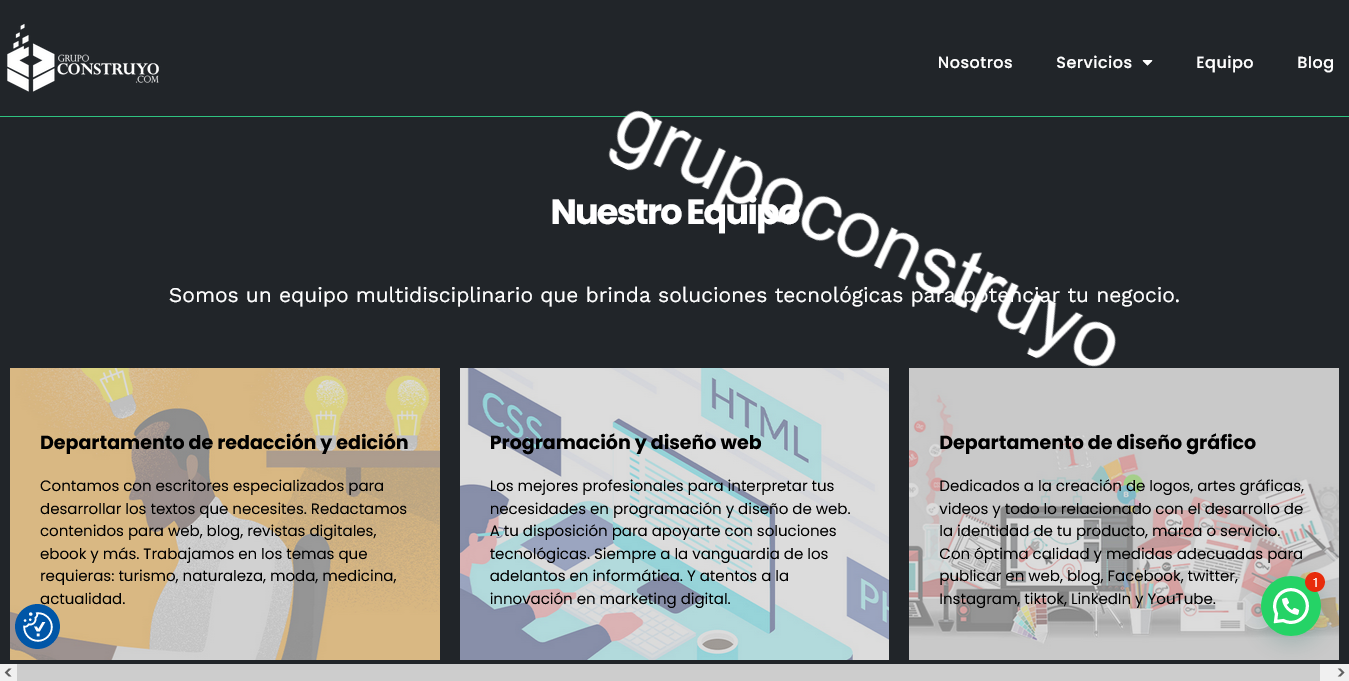 GRUPO
CONSTRUYO
.COM
Nosotros
Servicios
Equipo
Blog
grupoconstruyo
Nuestro Equipo
Somos un equipo multidisciplinario que brinda soluciones tecnológicas para potenciar tu negocio.
Departamento de redacción y edición
Contamos con escritores especializados para
desarrollar los textos que necesites. Redactamos
contenidos para web, blog, revistas digitales,
ebook y más. Trabajamos en los temas que
requieras: turismo, naturaleza, moda, medicina,
actualidad.
CSS
HTML
Programación y diseño web
Los mejores profesionales para interpretar tus
necesidades en programación y diseño de web.
A tu disposición para apoyarte con soluciones
tecnológicas. Siempre a la vanguardia de los
adelantos en informática. Y atentos a la
innovación en marketing digital.
PH
Departamento de diseño gráfico
Dedicados a la creación de logos, artes gráficas,
videos y todo lo relacionado con el desarrollo de
la identidad de tu producto, marca o servicio.
Con óptima calidad y medidas adecuadas para
publicar en web, blog, Facebook, twitter,
Instagram, tiktok, LinkedIn y YouTube.
1